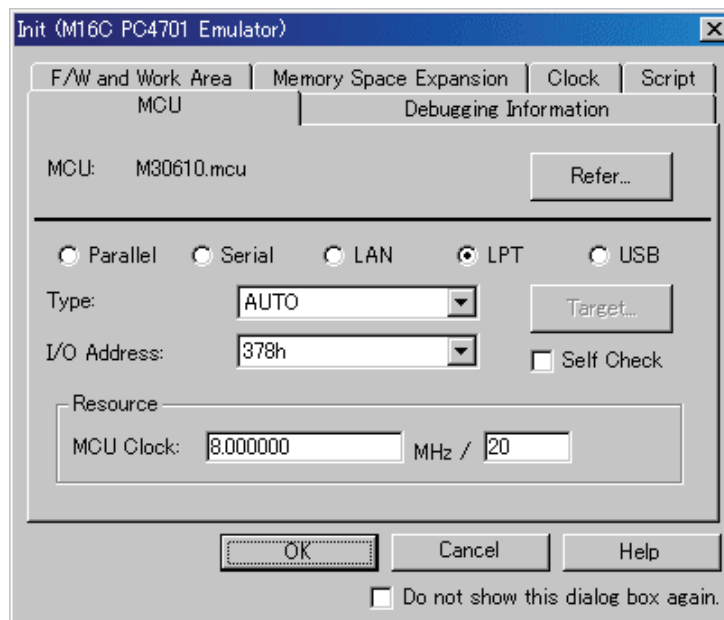 Init (M16C PC4701 Emulator)
F/W and Work Area Memory Space Expansion Clock Script
MCU Debugging Information
MCU: M30610.mcu Refer...
Parallel Serial LAN LPT USB
Type: AUTO Target...
I/O Address: 378h Self Check
Resource
MCU Clock: 8.000000 MHz / 20
OK Cancel Help
Do not show this dialog box again.